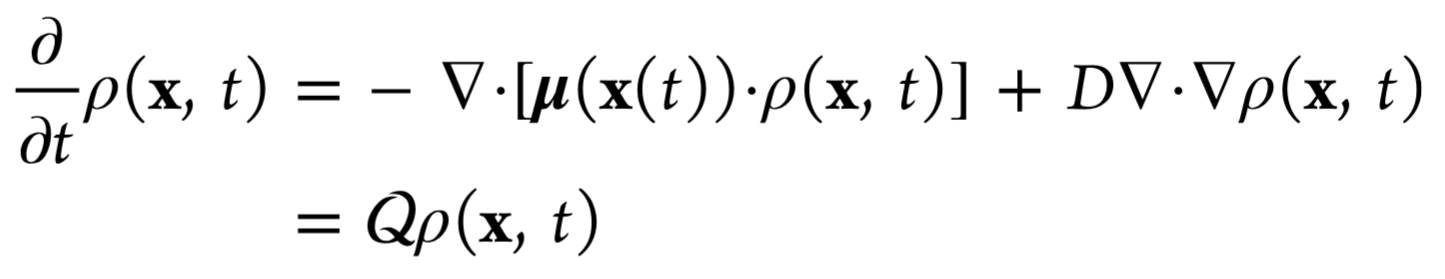 ∂/∂t ρ(𝐱, t) = − ∇·[𝝁(𝐱(t))·ρ(𝐱, t)] + D∇·∇ρ(𝐱, t)
= 𝒬ρ(𝐱, t)